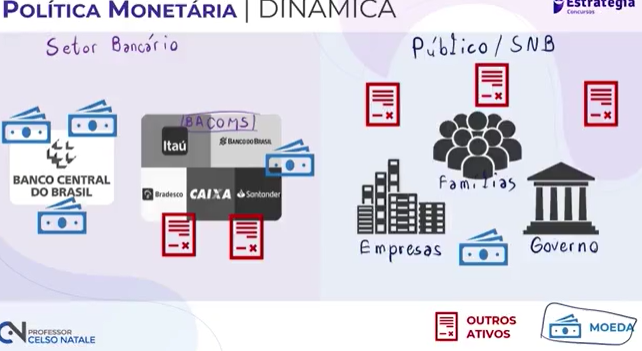 POLÍTICA MONETÁRIA | DINÂMICA
Estratégia
Concursos
Setor Bancário
Público / SNB
BACOMS
Itaú
BANCO DO BRASIL
Bradesco
CAIXA
Santander
BANCO CENTRAL
DO BRASIL
Famílias
Empresas
Governo
CN
PROFESSOR
CELSO NATALE
OUTROS
ATIVOS
MOEDA